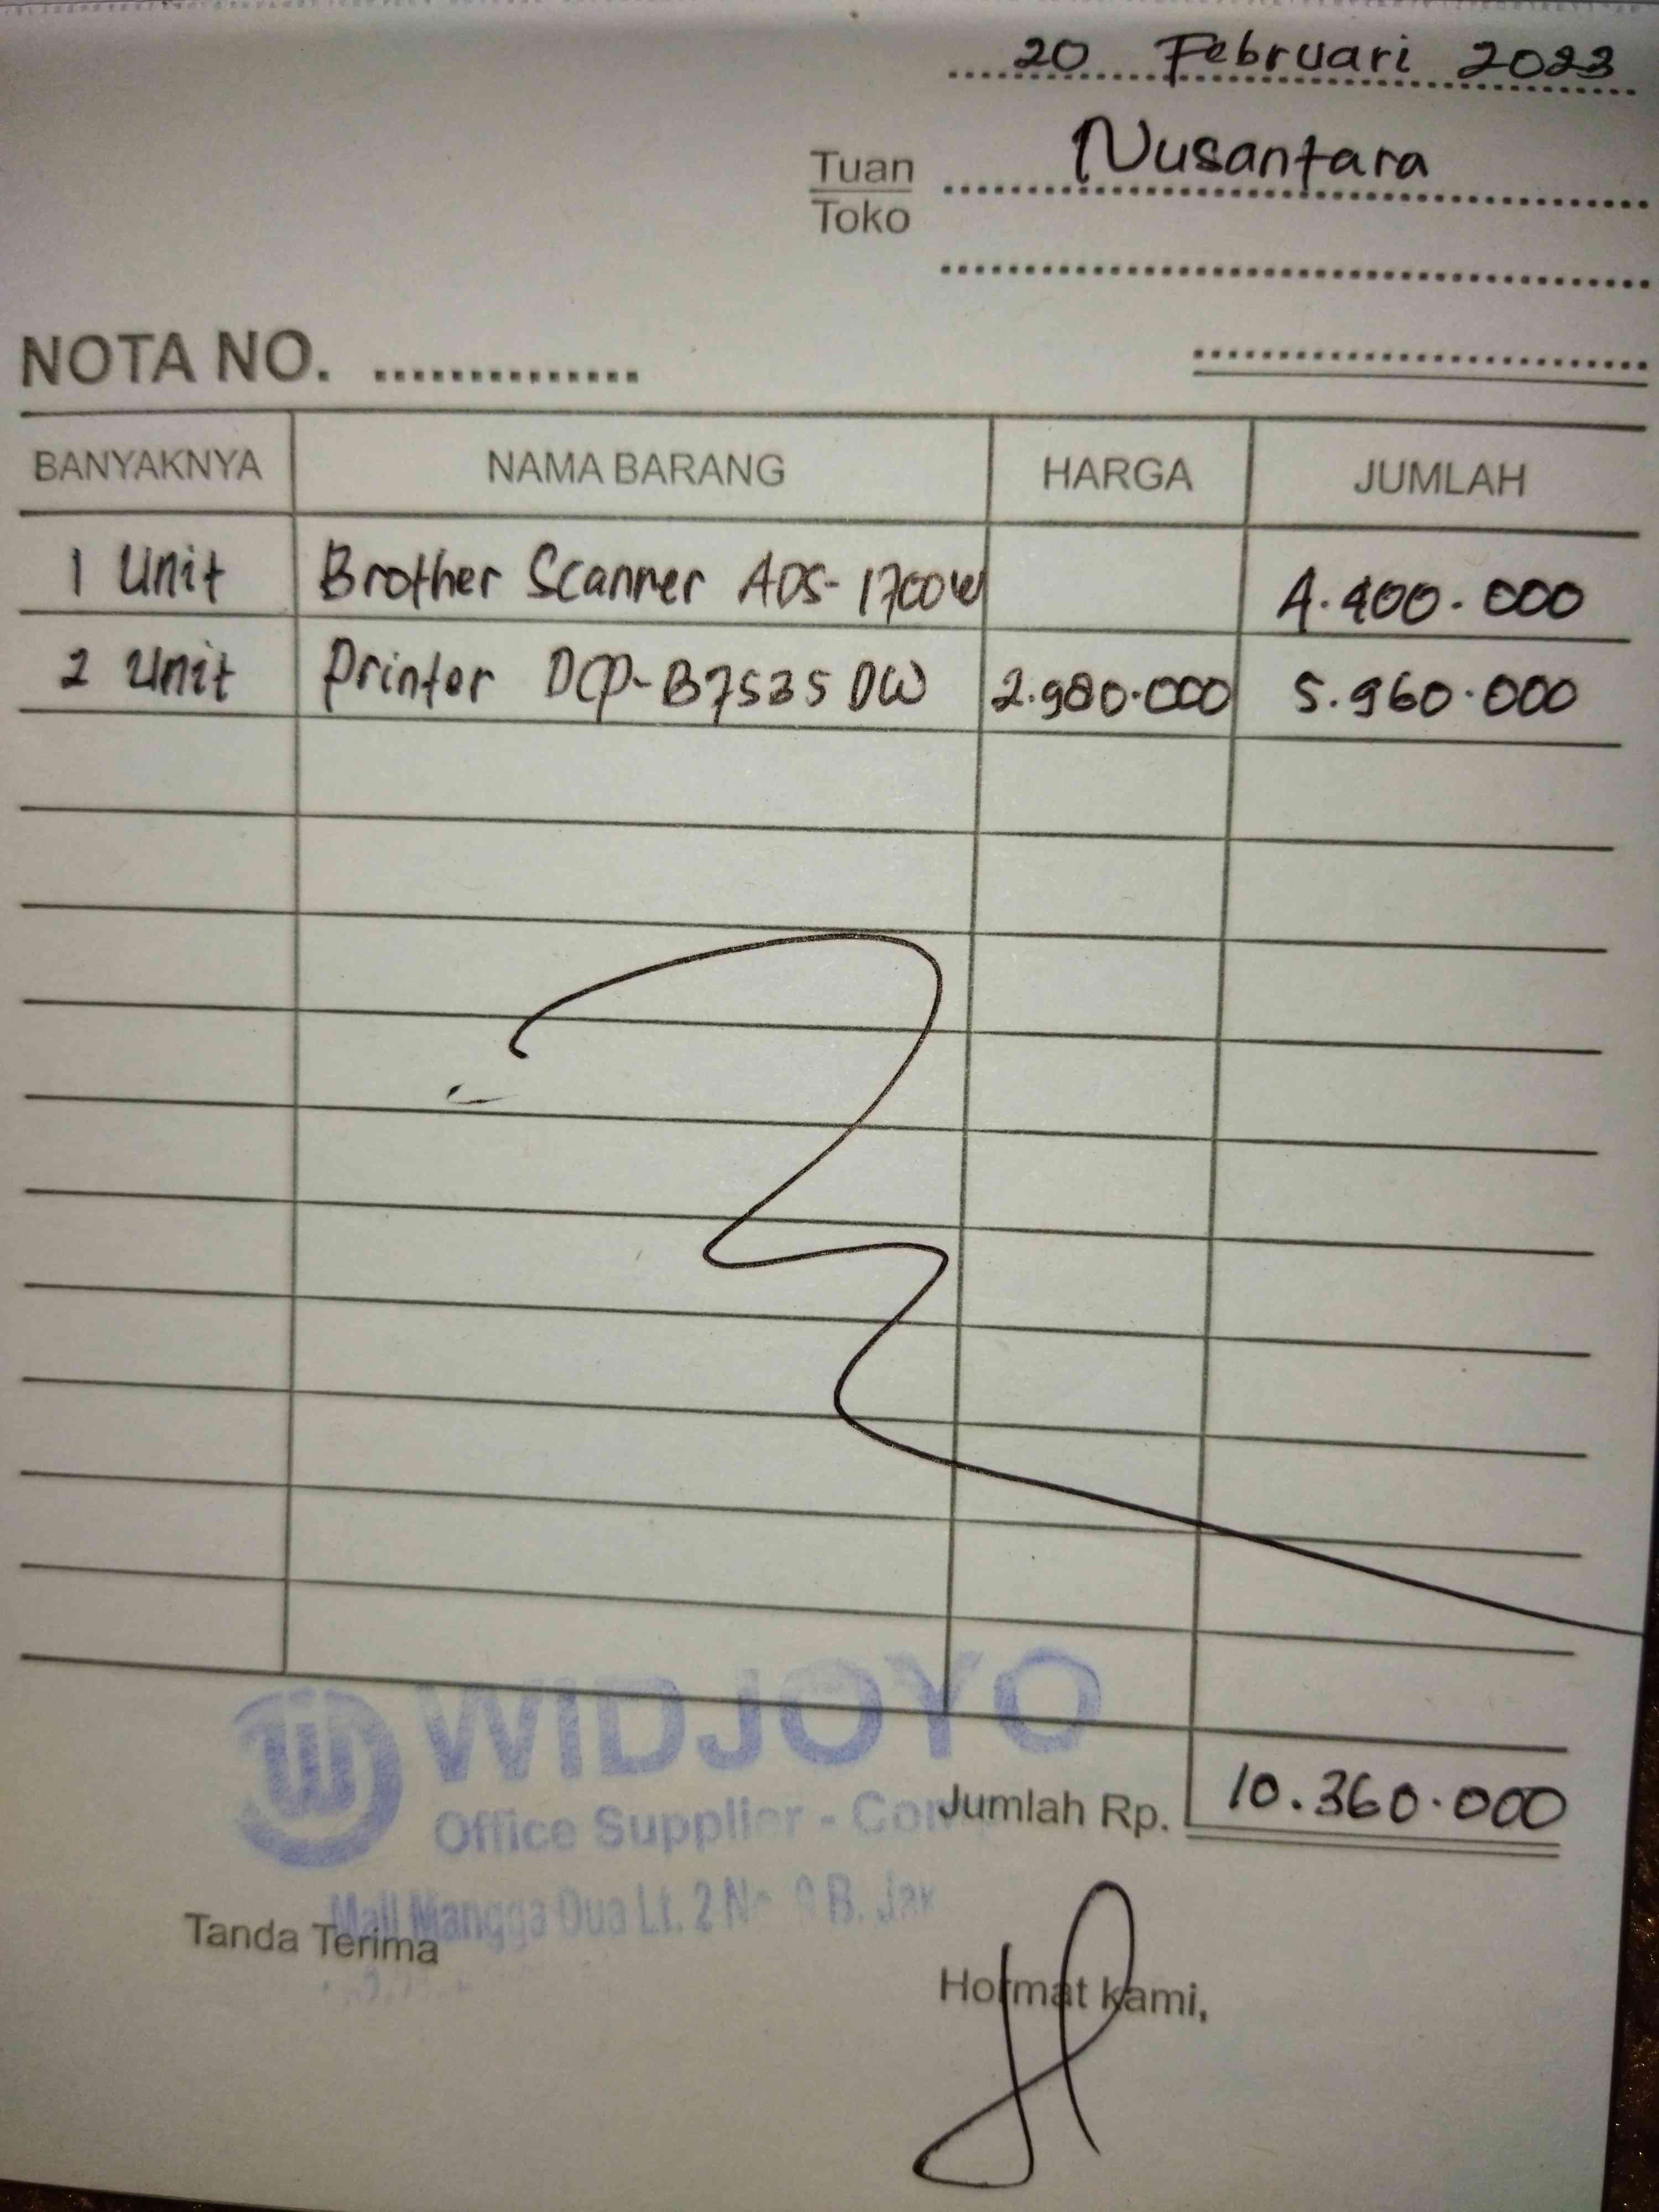 20 Februari 2023
Tuan
Toko
Nusantara
NOTA NO.
BANYAKNYA NAMA BARANG HARGA JUMLAH
1 Unit Brother Scanner ADS-1700W 4.400.000
2 Unit Printer DCP-B7535 DW 2.980.000 5.960.000
WIDJOYO
Office Supplier -
Jumlah Rp. 10.360.000
Mall Mangga Dua Lt. 2
Tanda Terima
Hormat kami,